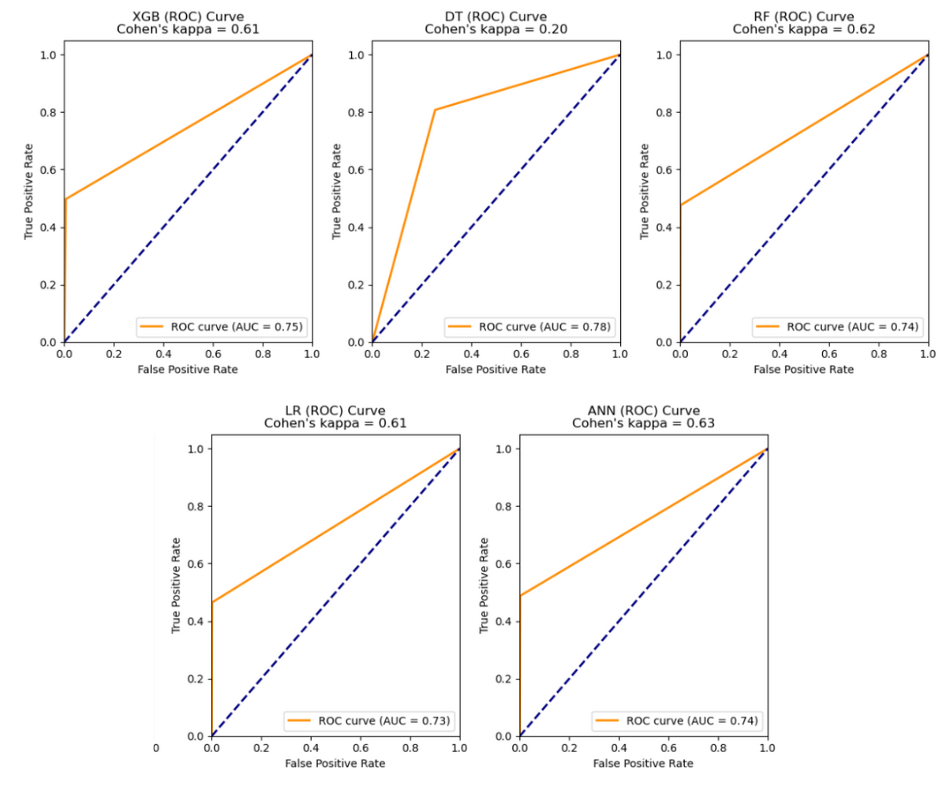 XGB (ROC) Curve
Cohen's kappa = 0.61
1.0
0.8
0.6
0.4
0.2
0.0
True Positive Rate
ROC curve (AUC = 0.75)
0.0 0.2 0.4 0.6 0.8 1.0
False Positive Rate
DT (ROC) Curve
Cohen's kappa = 0.20
1.0
0.8
0.6
0.4
0.2
0.0
True Positive Rate
ROC curve (AUC = 0.78)
0.0 0.2 0.4 0.6 0.8 1.0
False Positive Rate
RF (ROC) Curve
Cohen's kappa = 0.62
1.0
0.8
0.6
0.4
0.2
0.0
True Positive Rate
ROC curve (AUC = 0.74)
0.0 0.2 0.4 0.6 0.8 1.0
False Positive Rate
LR (ROC) Curve
Cohen's kappa = 0.61
1.0
0.8
0.6
0.4
0.2
0.0
True Positive Rate
ROC curve (AUC = 0.73)
0 0.0 0.2 0.4 0.6 0.8 1.0
False Positive Rate
ANN (ROC) Curve
Cohen's kappa = 0.63
1.0
0.8
0.6
0.4
0.2
0.0
True Positive Rate
ROC curve (AUC = 0.74)
0.0 0.2 0.4 0.6 0.8 1.0
False Positive Rate